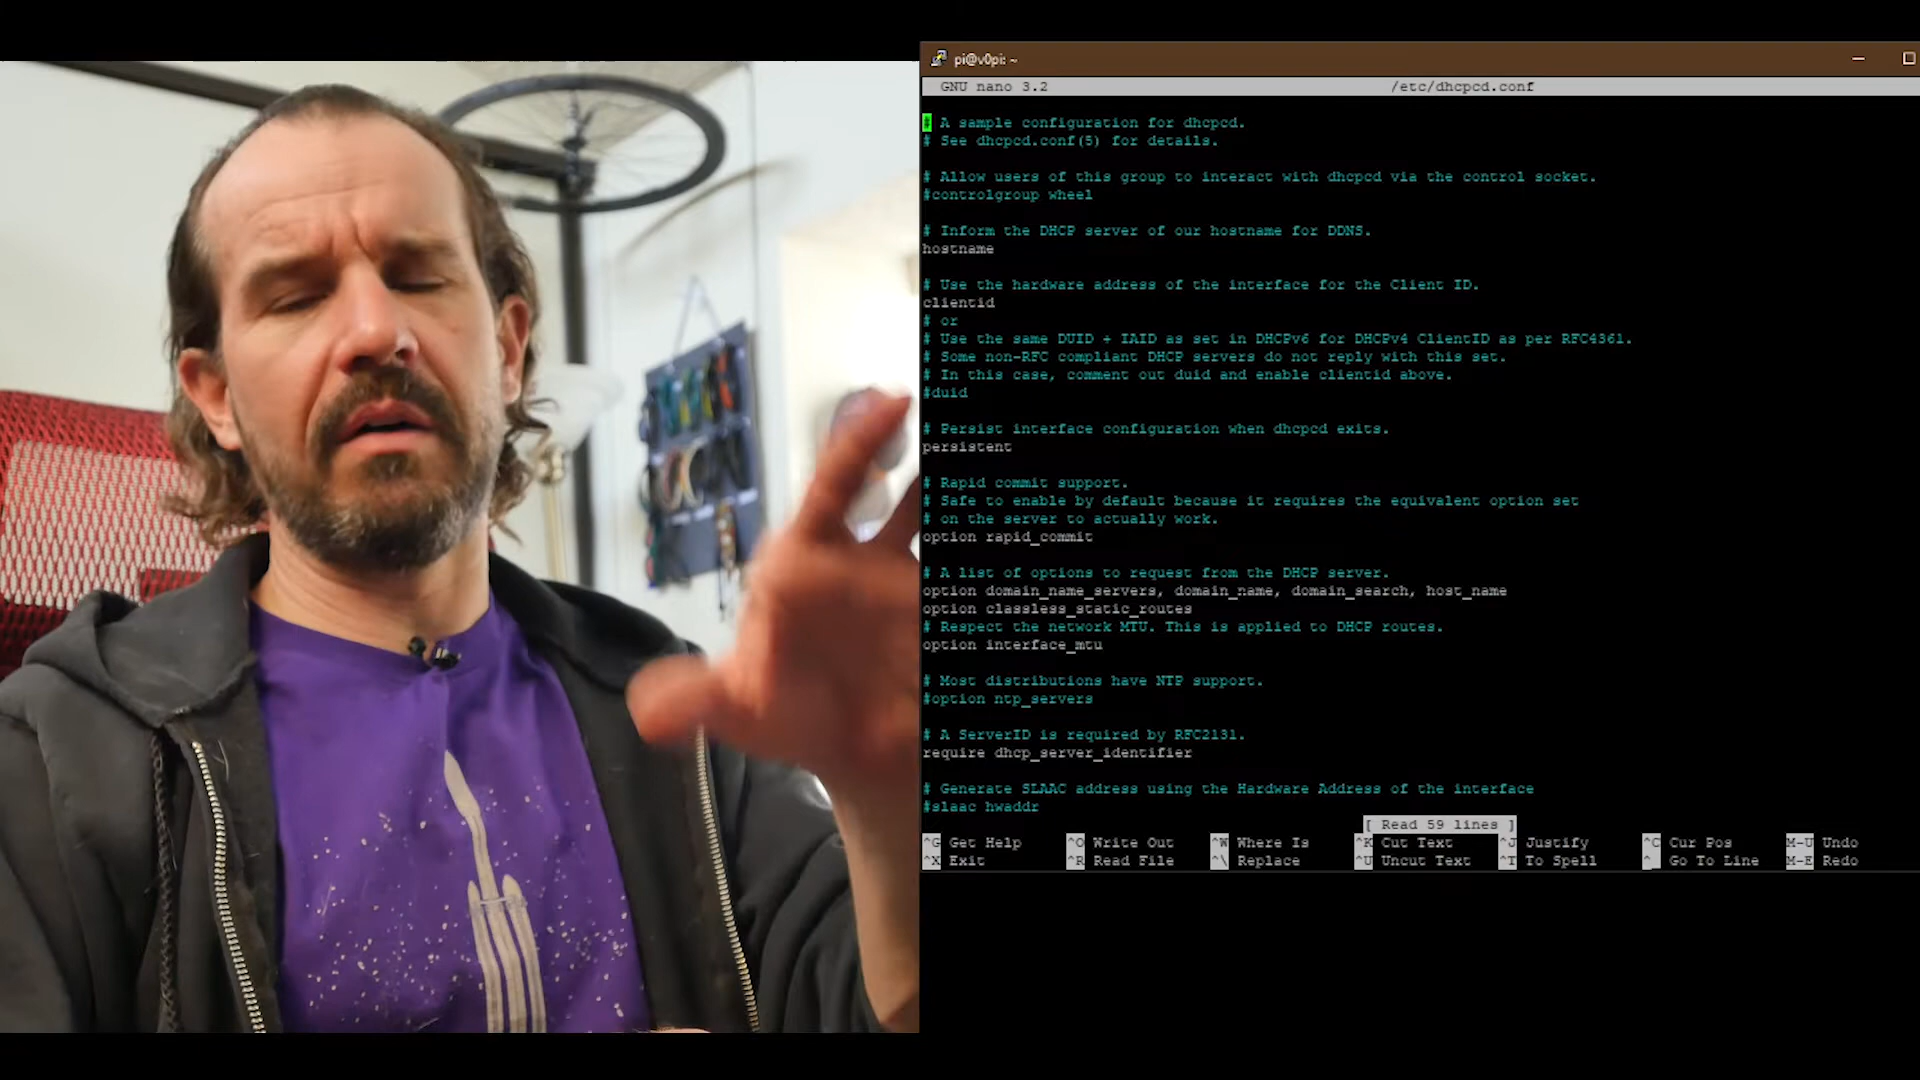 pi@v0pi: ~
GNU nano 3.2
/etc/dhcpcd.conf
# A sample configuration for dhcpcd.
# See dhcpcd.conf(5) for details.
# Allow users of this group to interact with dhcpcd via the control socket.
#controlgroup wheel
# Inform the DHCP server of our hostname for DDNS.
hostname
# Use the hardware address of the interface for the Client ID.
clientid
# or
# Use the same DUID + IAID as set in DHCPv6 for DHCPv4 ClientID as per RFC4361.
# Some non-RFC compliant DHCP servers do not reply with this set.
# In this case, comment out duid and enable clientid above.
#duid
# Persist interface configuration when dhcpcd exits.
persistent
# Rapid commit support.
# Safe to enable by default because it requires the equivalent option set
# on the server to actually work.
option rapid_commit
# A list of options to request from the DHCP server.
option domain_name_servers, domain_name, domain_search, host_name
option classless_static_routes
# Respect the network MTU. This is applied to DHCP routes.
option interface_mtu
# Most distributions have NTP support.
#option ntp_servers
# A ServerID is required by RFC2131.
require dhcp_server_identifier
# Generate SLAAC address using the Hardware Address of the interface
#slaac hwaddr
[ Read 59 lines ]
^G Get Help ^O Write Out ^W Where Is ^K Cut Text ^J Justify ^C Cur Pos M-U Undo
^X Exit ^R Read File ^\ Replace ^U Uncut Text ^T To Spell ^_ Go To Line M-E Redo